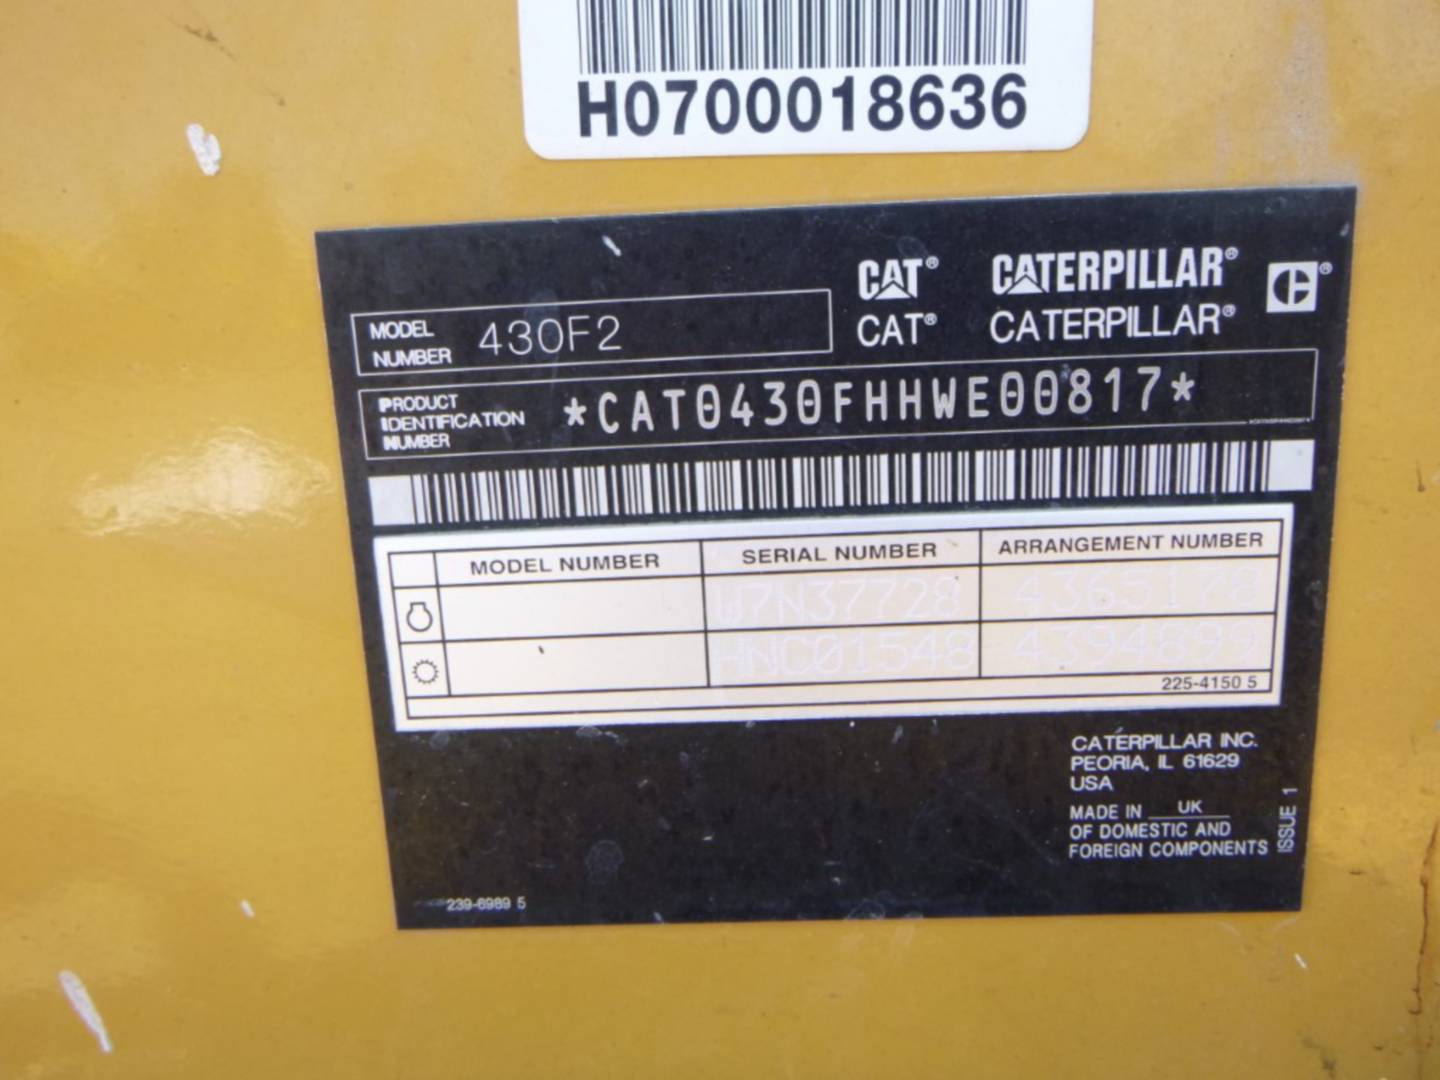 H0700018636
CAT® CATERPILLAR® ®
CAT® CATERPILLAR®
MODEL
NUMBER 430F2
PRODUCT
IDENTIFICATION
NUMBER
*CAT0430FHHWE00817*
MODEL NUMBER SERIAL NUMBER ARRANGEMENT NUMBER
W7N37728 4365178
HNC01548 4394899
225-4150 5
CATERPILLAR INC.
PEORIA, IL 61629
USA
MADE IN UK
OF DOMESTIC AND
FOREIGN COMPONENTS
ISSUE 1
239-6989 5